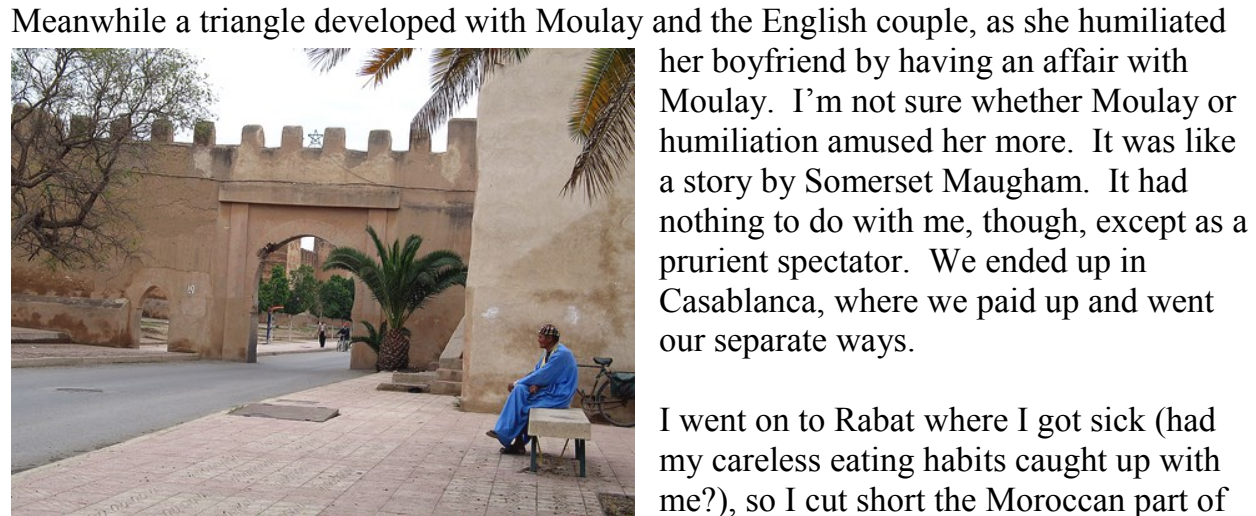 Meanwhile a triangle developed with Moulay and the English couple, as she humiliated
her boyfriend by having an affair with
Moulay.  I’m not sure whether Moulay or
humiliation amused her more.  It was like
a story by Somerset Maugham.  It had
nothing to do with me, though, except as a
prurient spectator.  We ended up in
Casablanca, where we paid up and went
our separate ways.
I went on to Rabat where I got sick (had
my careless eating habits caught up with
me?), so I cut short the Moroccan part of